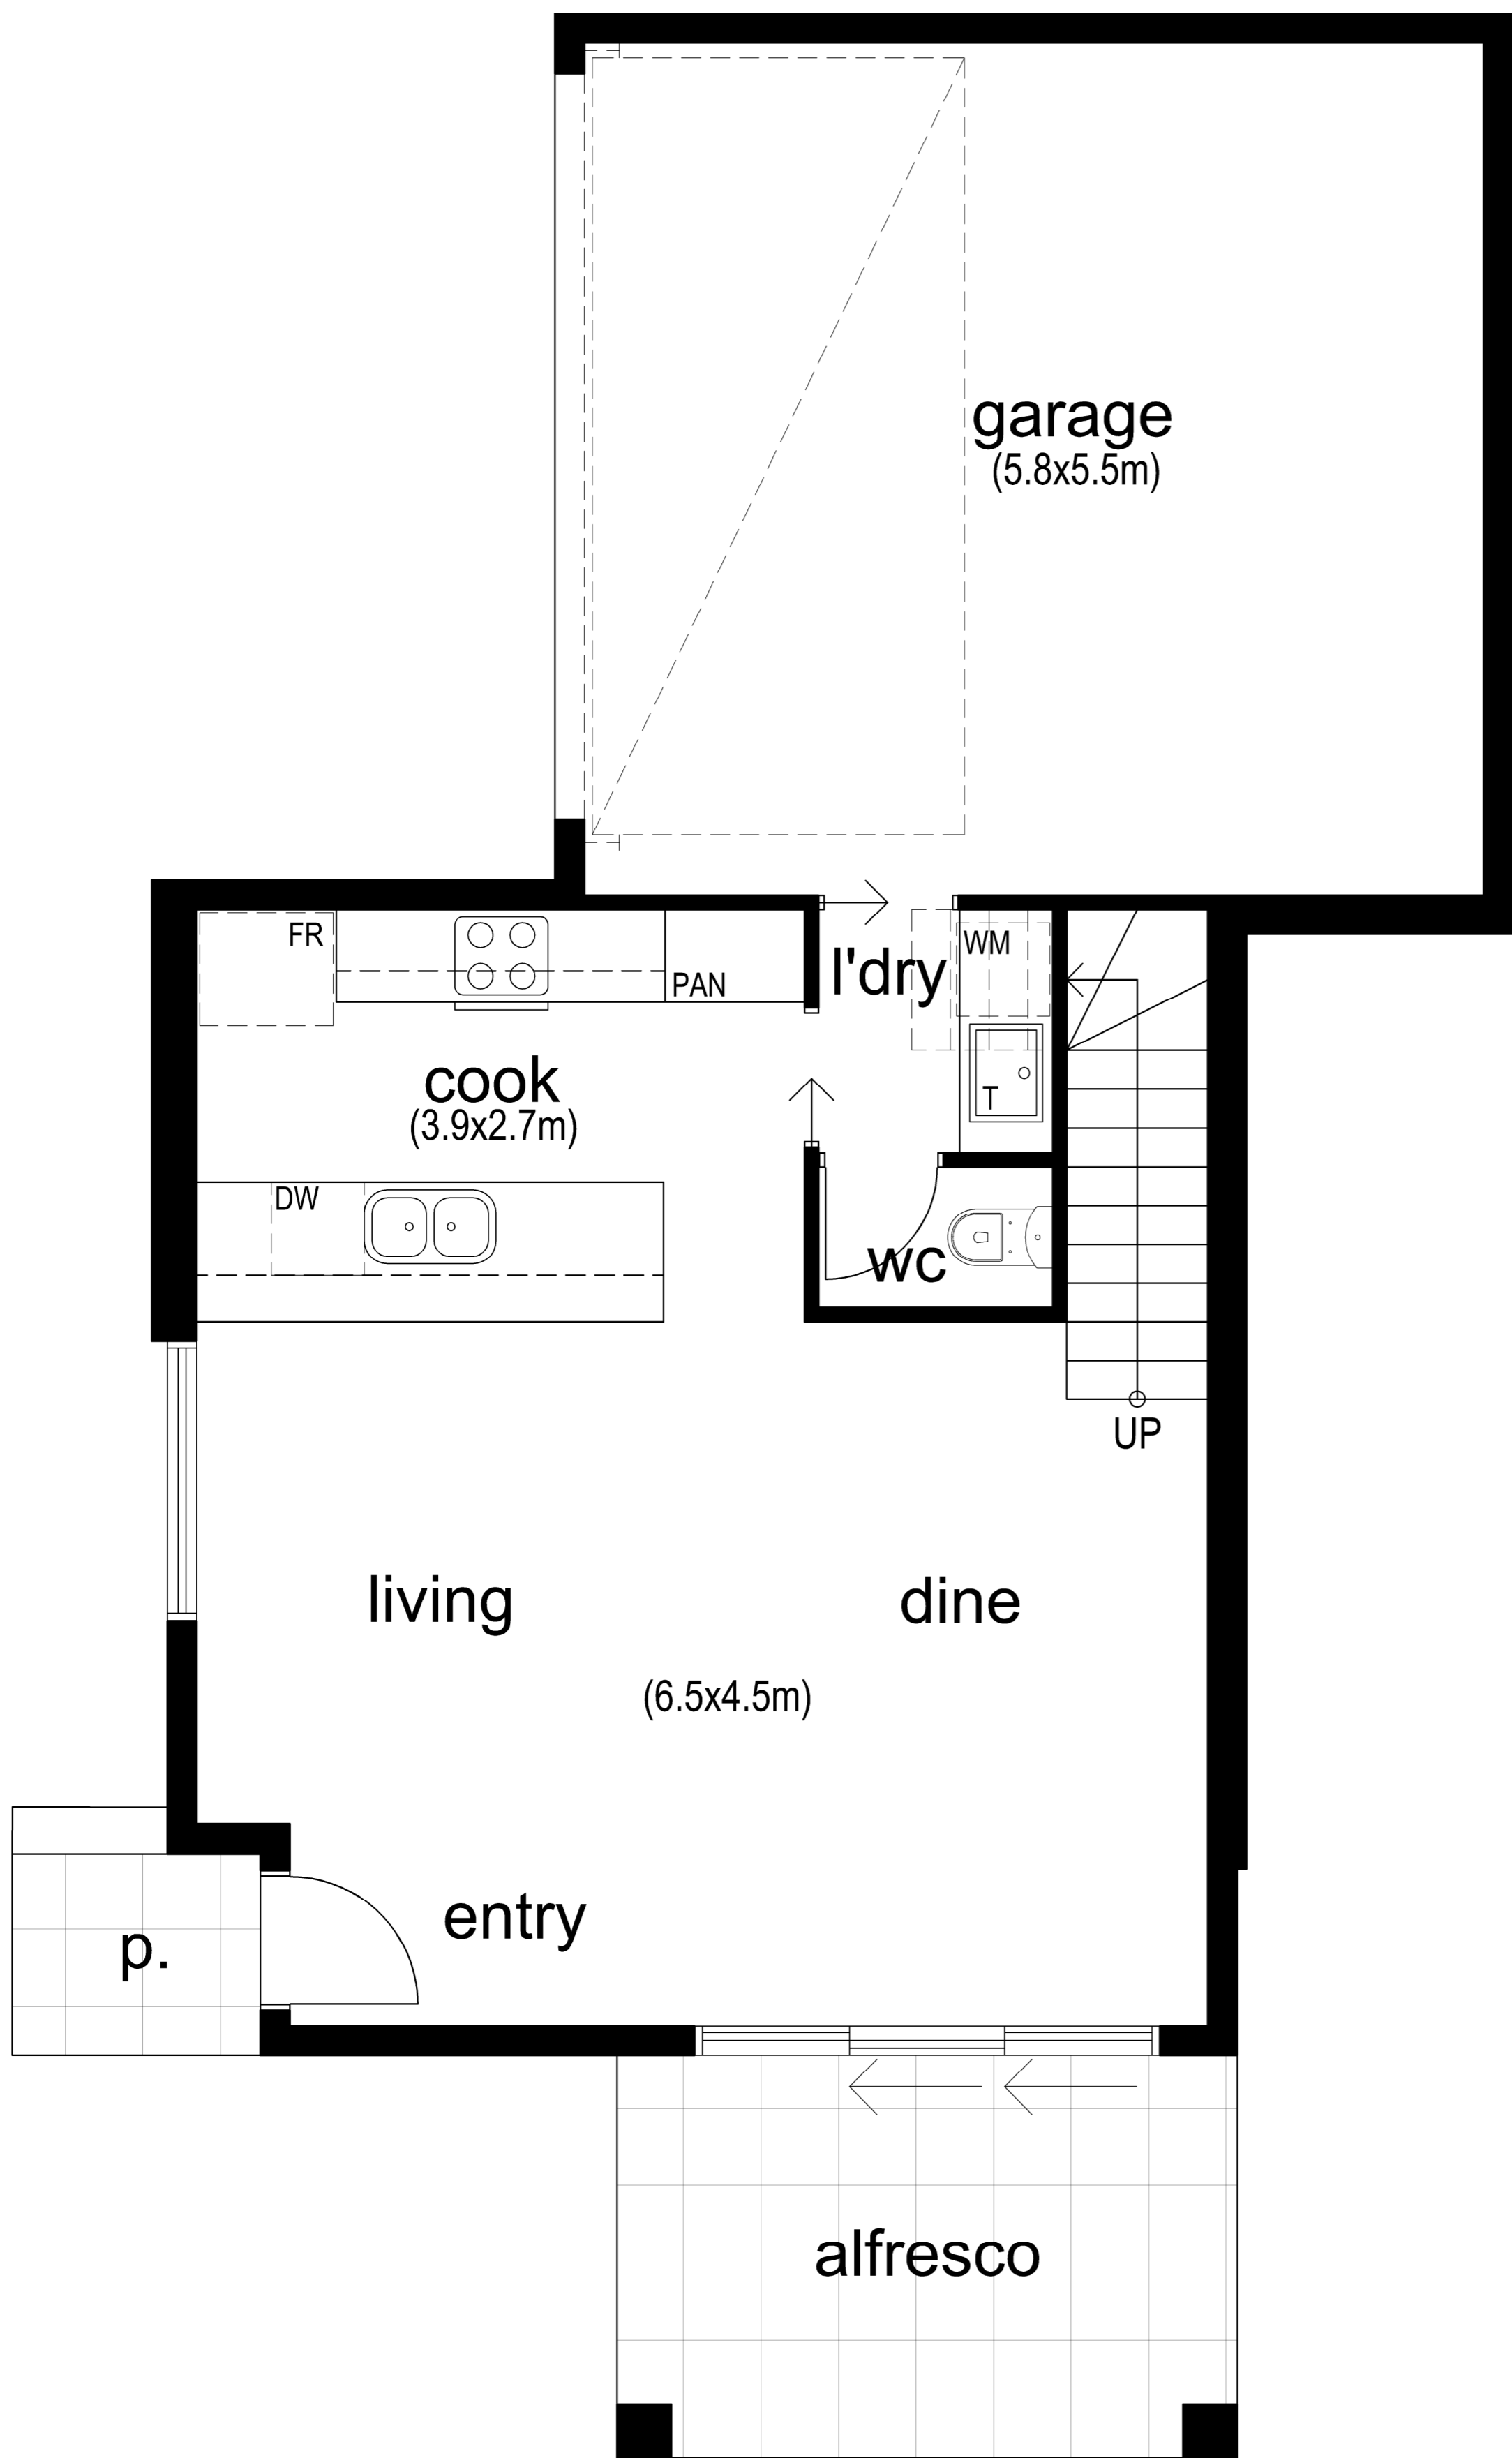 garage
(5.8x5.5m)
FR
PAN
l'dry
WM
cook
(3.9x2.7m)
T
DW
wc
UP
living
dine
(6.5x4.5m)
entry
p.
alfresco